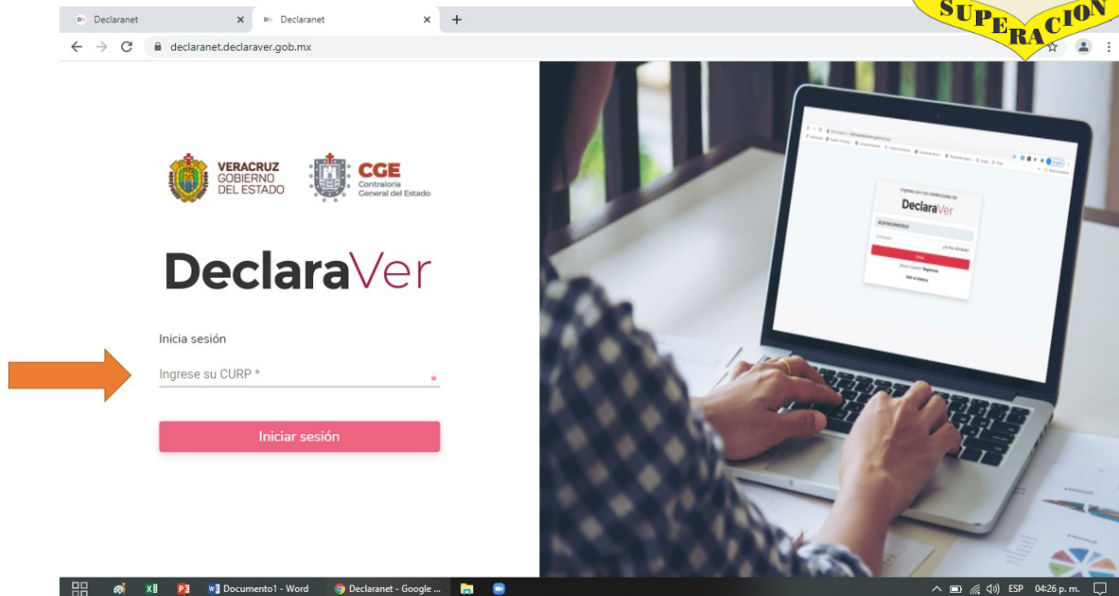 SUPERACION
Declaranet
Declaranet
declaranet.declaraver.gob.mx
VERACRUZ
GOBIERNO
DEL ESTADO
CGE
Contraloría
General del Estado
DeclaraVer
Inicia sesión
Ingrese su CURP *
*
Iniciar sesión
DeclaraVer
Documento1 - Word
Declaranet - Google ...
ESP
04:26 p. m.